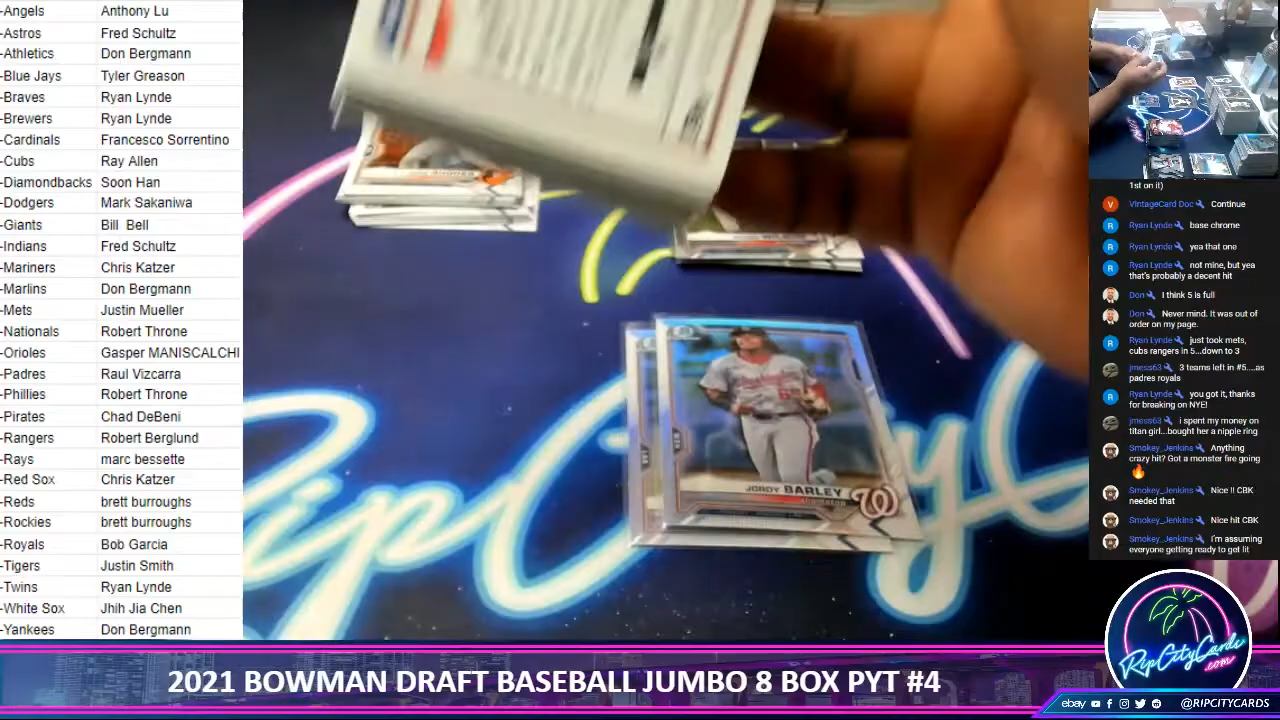 -Angels Anthony Lu
-Astros Fred Schultz
-Athletics Don Bergmann
-Blue Jays Tyler Greason
-Braves Ryan Lynde
-Brewers Ryan Lynde
-Cardinals Francesco Sorrentino
-Cubs Ray Allen
-Diamondbacks Soon Han
-Dodgers Mark Sakaniwa
-Giants Bill Bell
-Indians Fred Schultz
-Mariners Chris Katzer
-Marlins Don Bergmann
-Mets Justin Mueller
-Nationals Robert Throne
-Orioles Gasper MANISCALCHI
-Padres Raul Vizcarra
-Phillies Robert Throne
-Pirates Chad DeBeni
-Rangers Robert Berglund
-Rays marc bessette
-Red Sox Chris Katzer
-Reds brett burroughs
-Rockies brett burroughs
-Royals Bob Garcia
-Tigers Justin Smith
-Twins Ryan Lynde
-White Sox Jhih Jia Chen
-Yankees Don Bergmann
JORDY BARLEY
SHORTSTOP
W
1st on it)
V VintageCard Doc Continue
R Ryan Lynde base chrome
R Ryan Lynde yea that one
R Ryan Lynde not mine, but yea
that's probably a decent hit
Don I think 5 is full
Don Never mind. It was out of
order on my page.
R Ryan Lynde just took mets,
cubs rangers in 5...down to 3
jmess63 3 teams left in #5....as
padres royals
R Ryan Lynde you got it, thanks
for breaking on NYE!
jmess63 i spent my money on
titan girl...bought her a nipple ring
Smokey_Jenkins Anything
crazy hit? Got a monster fire going
🔥
Smokey_Jenkins Nice !! CBK
needed that
Smokey_Jenkins Nice hit CBK
Smokey_Jenkins I'm assuming
everyone getting ready to get lit
RipCityCards
.com
2021 BOWMAN DRAFT BASEBALL JUMBO 8 BOX PYT #4
ebay @RIPCITYCARDS